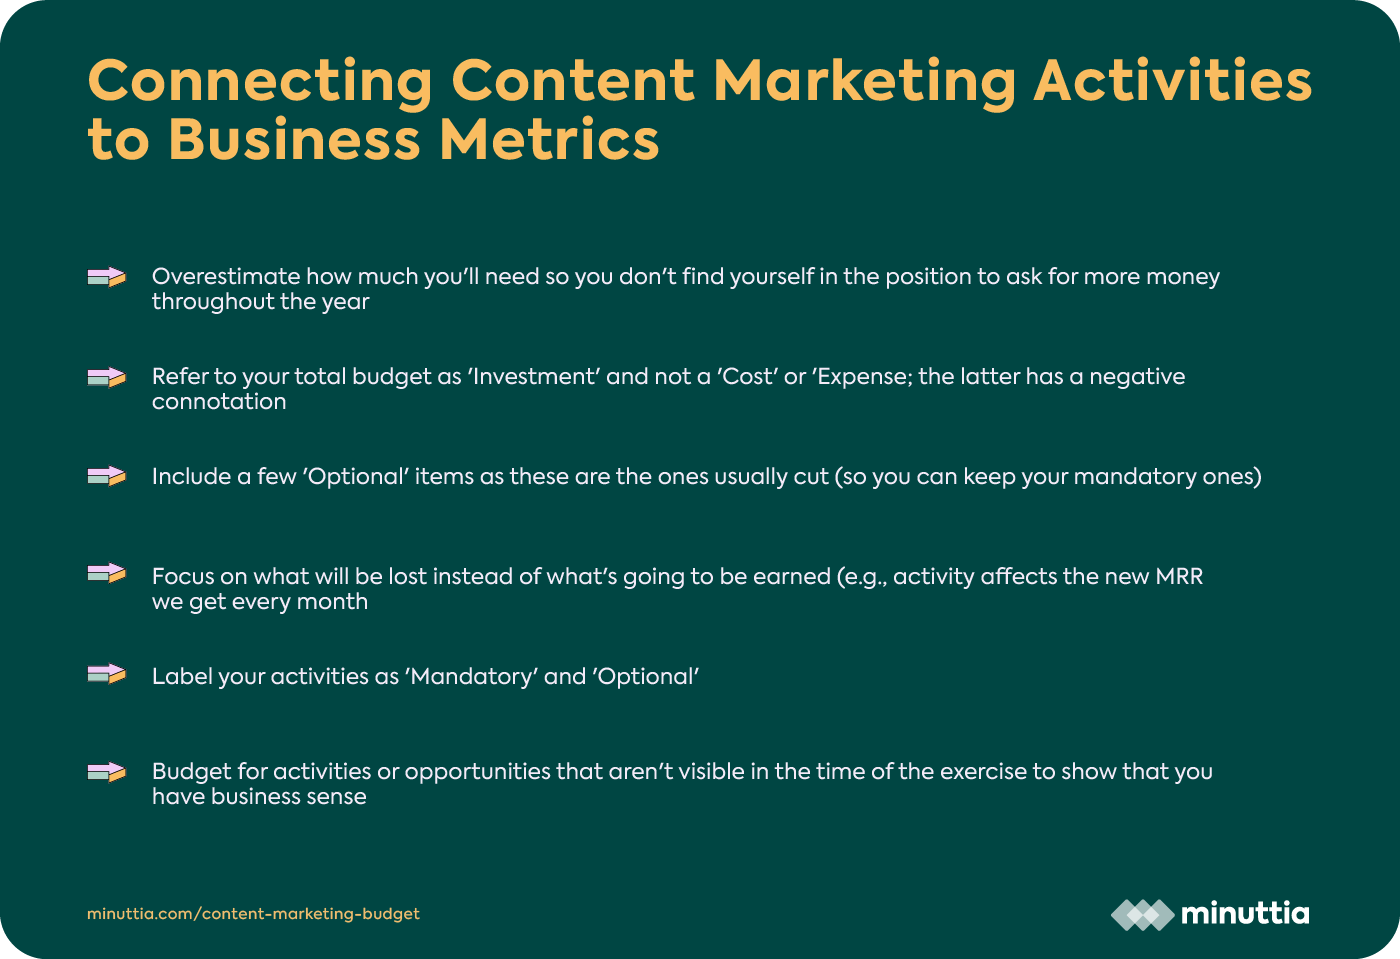 Connecting Content Marketing Activities
to Business Metrics
Overestimate how much you'll need so you don't find yourself in the position to ask for more money
throughout the year
Refer to your total budget as 'Investment' and not a 'Cost' or 'Expense; the latter has a negative
connotation
Include a few 'Optional' items as these are the ones usually cut (so you can keep your mandatory ones)
Focus on what will be lost instead of what's going to be earned (e.g., activity affects the new MRR
we get every month
Label your activities as 'Mandatory' and 'Optional'
Budget for activities or opportunities that aren't visible in the time of the exercise to show that you
have business sense
minuttia.com/content-marketing-budget
minuttia